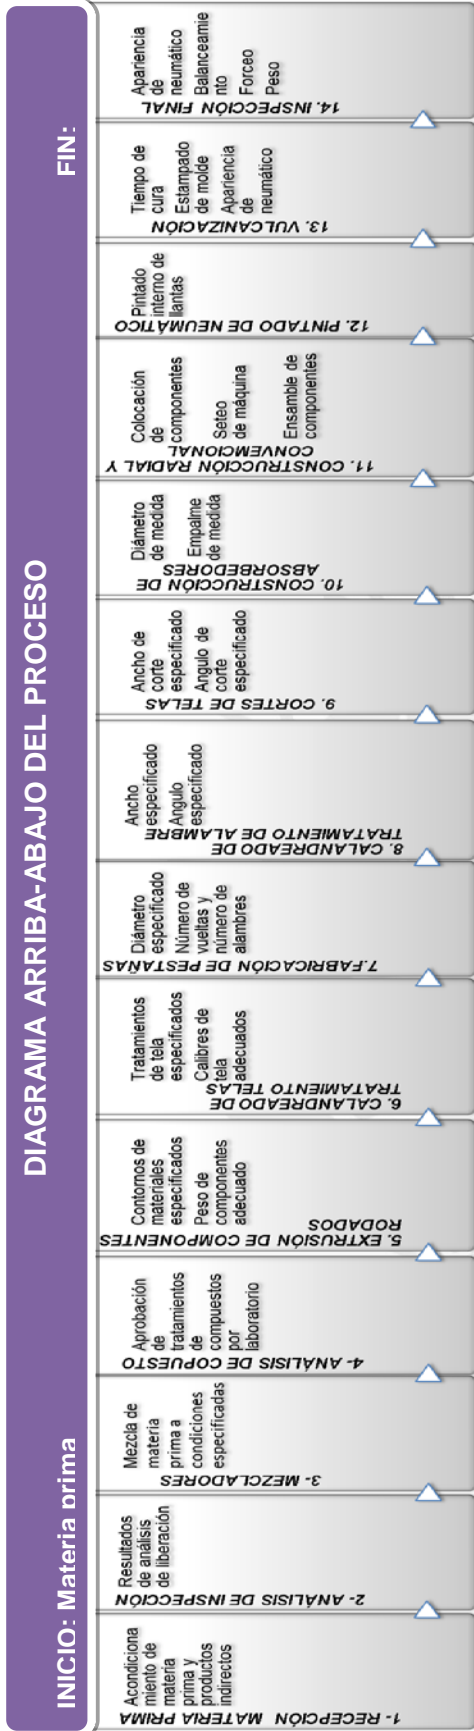 DIAGRAMA ARRIBA-ABAJO DEL PROCESO
INICIO: Materia prima
FIN:
1- RECEPCIÓN MATERIA PRIMA
Acondiciona
miento de
materia
prima y
productos
indirectos
2- ANÁLISIS DE INSPECCIÓN
Resultados
de análisis
de liberación
3- MEZCLADORES
Mezcla de
materia
prima a
condiciones
especificadas
4- ANÁLISIS DE COPUESTO
Aprobación
de
tratamientos
de
compuestos
por
laboratorio
5. EXTRUSIÓN DE COMPONENTES
RODADOS
Contornos de
materiales
especificados
Peso de
componentes
adecuado
6. CALANDREADO DE
TRATAMIENTO TELAS
Tratamientos
de tela
especificados
Calibres de
tela
adecuados
7.FABRICACIÓN DE PESTAÑAS
Diámetro
especificado
Número de
vueltas y
número de
alambres
8. CALANDREADO DE
TRATAMIENTO DE ALAMBRE
Ancho
especificado
Angulo
especificado
9. CORTES DE TELAS
Ancho de
corte
especificado
Angulo de
corte
especificado
10. CONSTRUCCIÓN DE
ABSORBEDORES
Diámetro
de medida
Empalme
de medida
11. CONSTRUCCIÓN RADIAL Y
CONVEMCIONAL
Colocación
de
componentes
Seteo
de máquina
Ensamble de
componentes
12. PINTADO DE NEUMÁTICO
Pintado
interno de
llantas
13. VULCANIZACIÓN
Tiempo de
cura
Estampado
de molde
Apariencia
de
neumático
14. INSPECCIÓN FINAL
Apariencia
de
neumático
Balanceamie
nto
Forceo
Peso